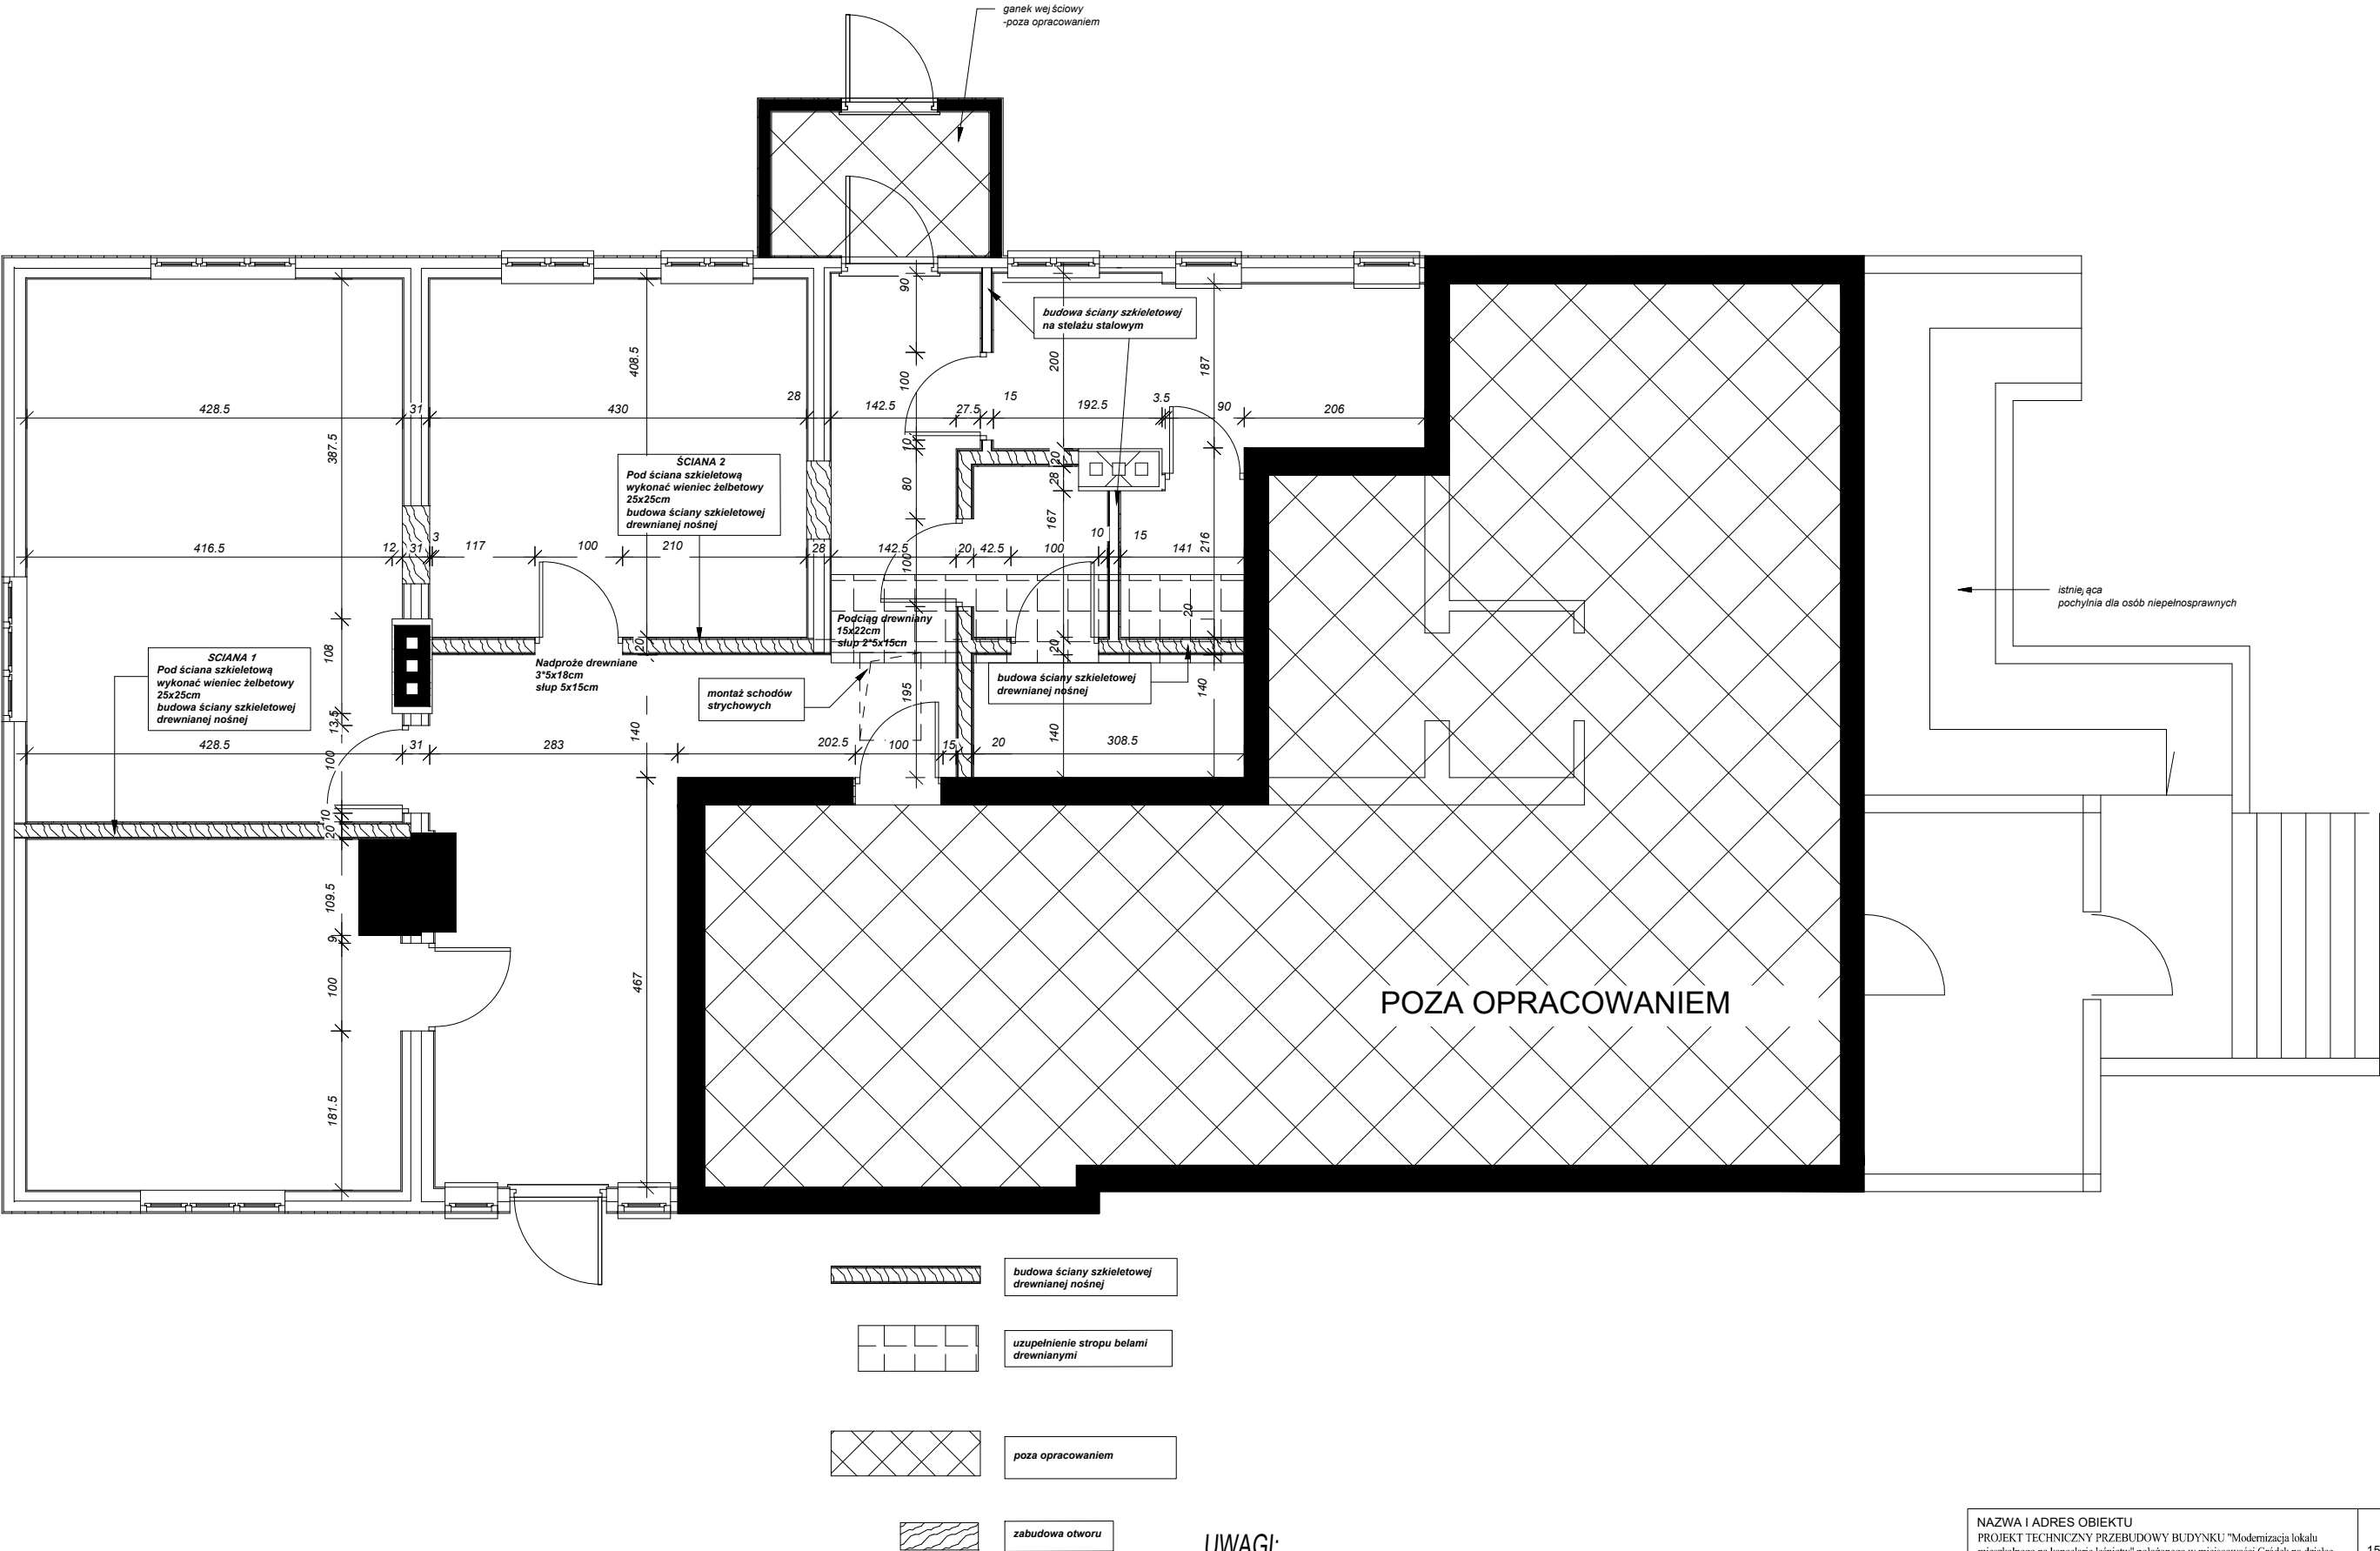 ganek wejściowy
-poza opracowaniem
90
budowa ściany szkieletowej
na stelażu stalowym
408.5
200
187
100
28
15
3.5
428.5
31
430
142.5
27.5
192.5
90
206
387.5
10
20
ŚCIANA 2
Pod ściana szkieletową
wykonać wieniec żelbetowy
25x25cm
budowa ściany szkieletowej
drewnianej nośnej
80
28
167
3
10
15
416.5
12
31
117
100
210
28
142.5
20
42.5
100
141
216
100
istniejąca
pochylnia dla osób niepełnosprawnych
20
Podciąg drewniany
15x22cm
słup 2*5x15cn
108
20
20
SCIANA 1
Pod ściana szkieletową
wykonać wieniec żelbetowy
25x25cm
budowa ściany szkieletowej
drewnianej nośnej
Nadproże drewniane
3*5x18cm
słup 5x15cm
montaż schodów
strychowych
195
budowa ściany szkieletowej
drewnianej nośnej
140
13.5
140
140
428.5
31
283
202.5
100
15
20
308.5
100
10
20
109.5
9
100
467
POZA OPRACOWANIEM
181.5
budowa ściany szkieletowej
drewnianej nośnej
uzupełnienie stropu belami
drewnianymi
poza opracowaniem
zabudowa otworu
UWAGI:
NAZWA I ADRES OBIEKTU
PROJEKT TECHNICZNY PRZEBUDOWY BUDYNKU "Modernizacja lokalu